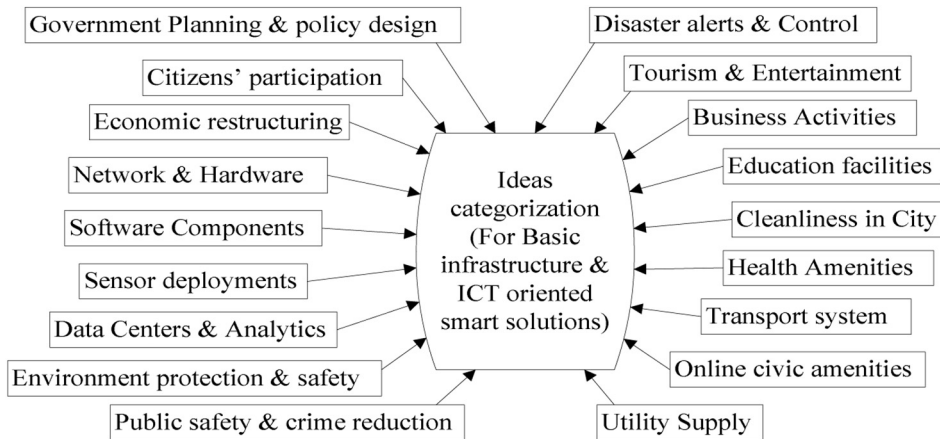 Government Planning & policy design
Disaster alerts & Control
Citizens’ participation
Tourism & Entertainment
Economic restructuring
Business Activities
Network & Hardware
Education facilities
Software Components
Cleanliness in City
Sensor deployments
Health Amenities
Data Centers & Analytics
Transport system
Environment protection & safety
Online civic amenities
Public safety & crime reduction
Utility Supply
Ideas
categorization
(For Basic
infrastructure &
ICT oriented
smart solutions)